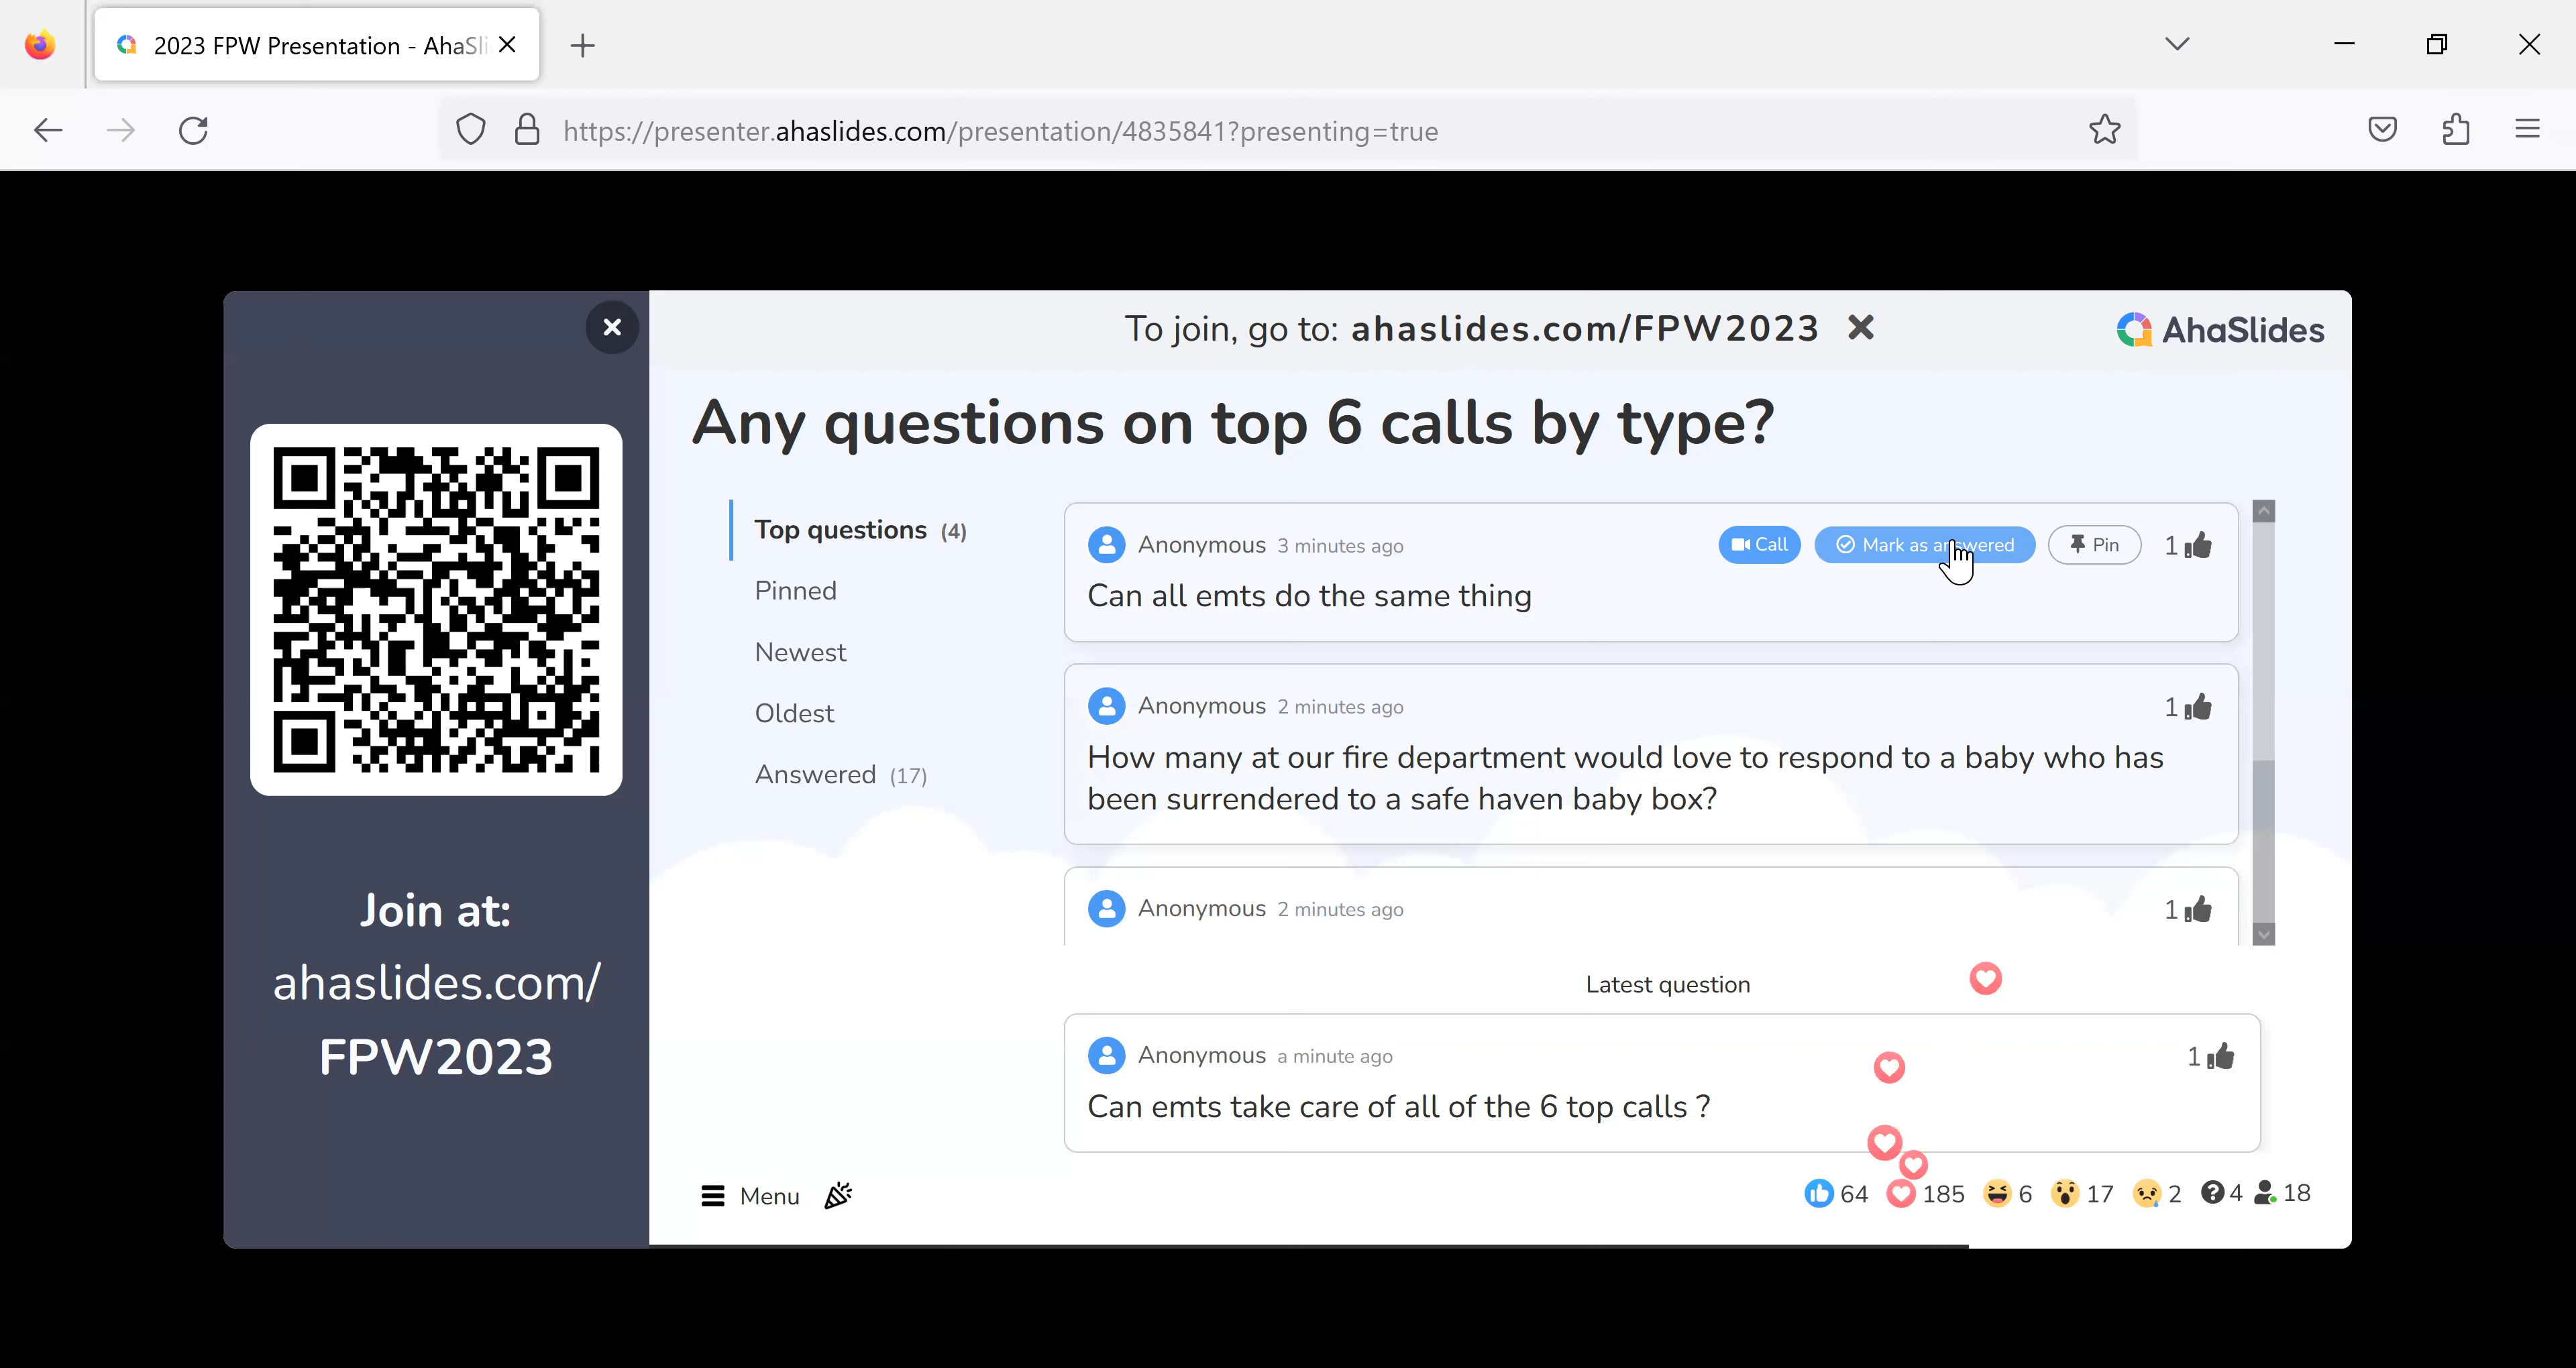 2023 FPW Presentation - AhaSli
https://presenter.ahaslides.com/presentation/4835841?presenting=true
To join, go to: ahaslides.com/FPW2023
AhaSlides
Any questions on top 6 calls by type?
Top questions (4)
Pinned
Newest
Oldest
Answered (17)
Anonymous 3 minutes ago
Call
Mark as answered
Pin
1
Can all emts do the same thing
Anonymous 2 minutes ago
1
How many at our fire department would love to respond to a baby who has
been surrendered to a safe haven baby box?
Anonymous 2 minutes ago
1
Latest question
Anonymous a minute ago
1
Can emts take care of all of the 6 top calls ?
Join at:
ahaslides.com/
FPW2023
Menu
64 185 6 17 2 4 18